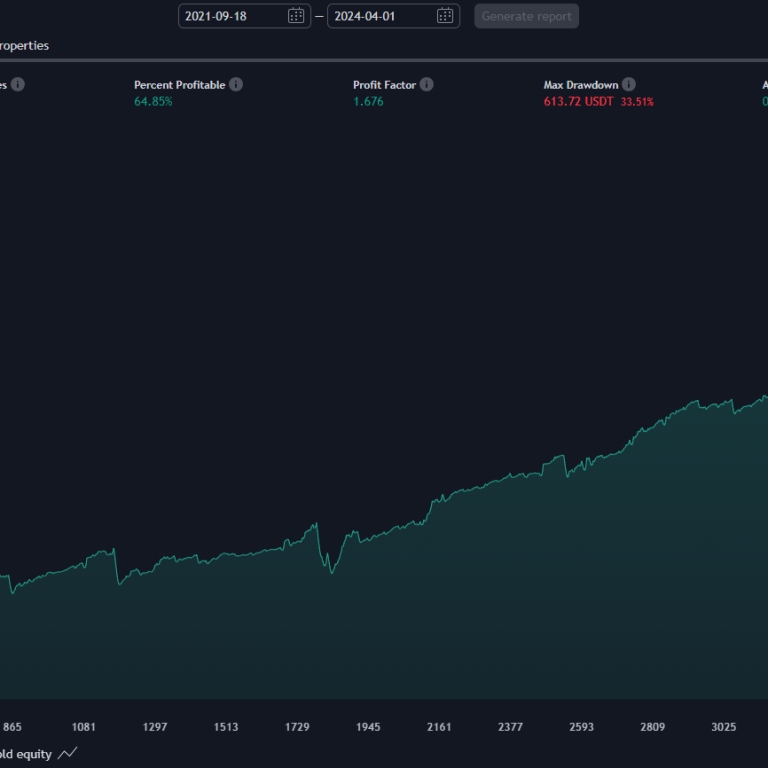 2021-09-18 — 2024-04-01 Generate report
roperties
es Percent Profitable Profit Factor Max Drawdown A
64.85% 1.676 613.72 USDT 33.51% 0
865 1081 1297 1513 1729 1945 2161 2377 2593 2809 3025
old equity